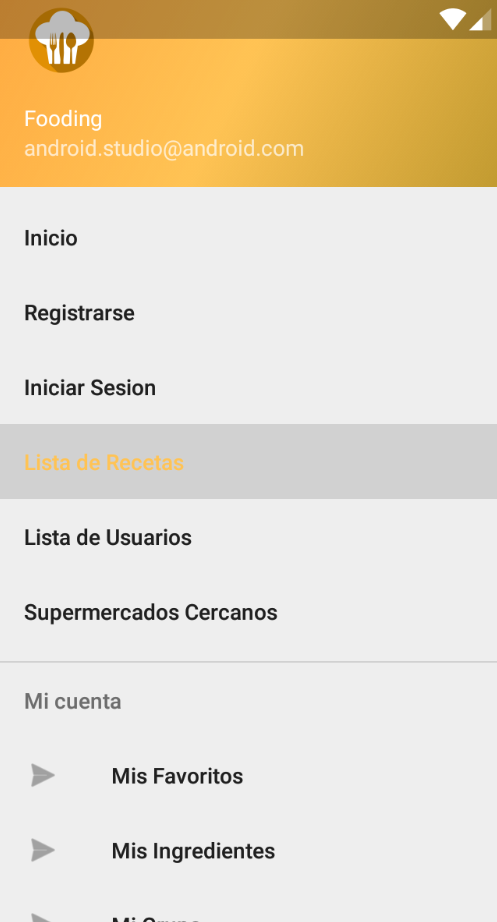 Fooding
android.studio@android.com
Inicio
Registrarse
Iniciar Sesion
Lista de Recetas
Lista de Usuarios
Supermercados Cercanos
Mi cuenta
Mis Favoritos
Mis Ingredientes